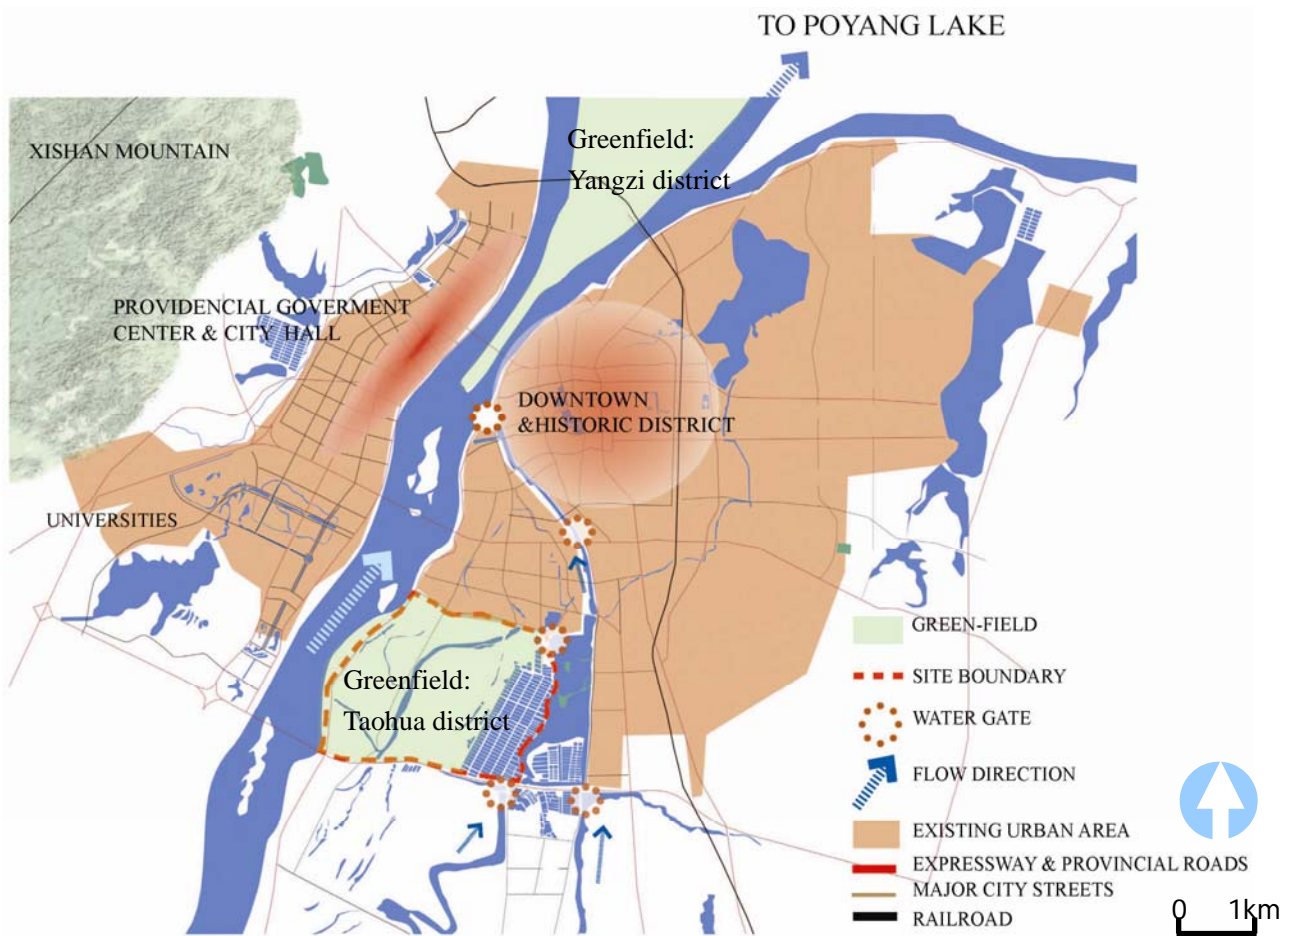 TO POYANG LAKE
Greenfield:
Yangzi district
XISHAN MOUNTAIN
PROVIDENCIAL GOVERMENT
CENTER & CITY HALL
DOWNTOWN
&HISTORIC DISTRICT
UNIVERSITIES
Greenfield:
Taohua district
GREEN-FIELD
SITE BOUNDARY
WATER GATE
FLOW DIRECTION
EXISTING URBAN AREA
EXPRESSWAY & PROVINCIAL ROADS
MAJOR CITY STREETS
RAILROAD
0 1km